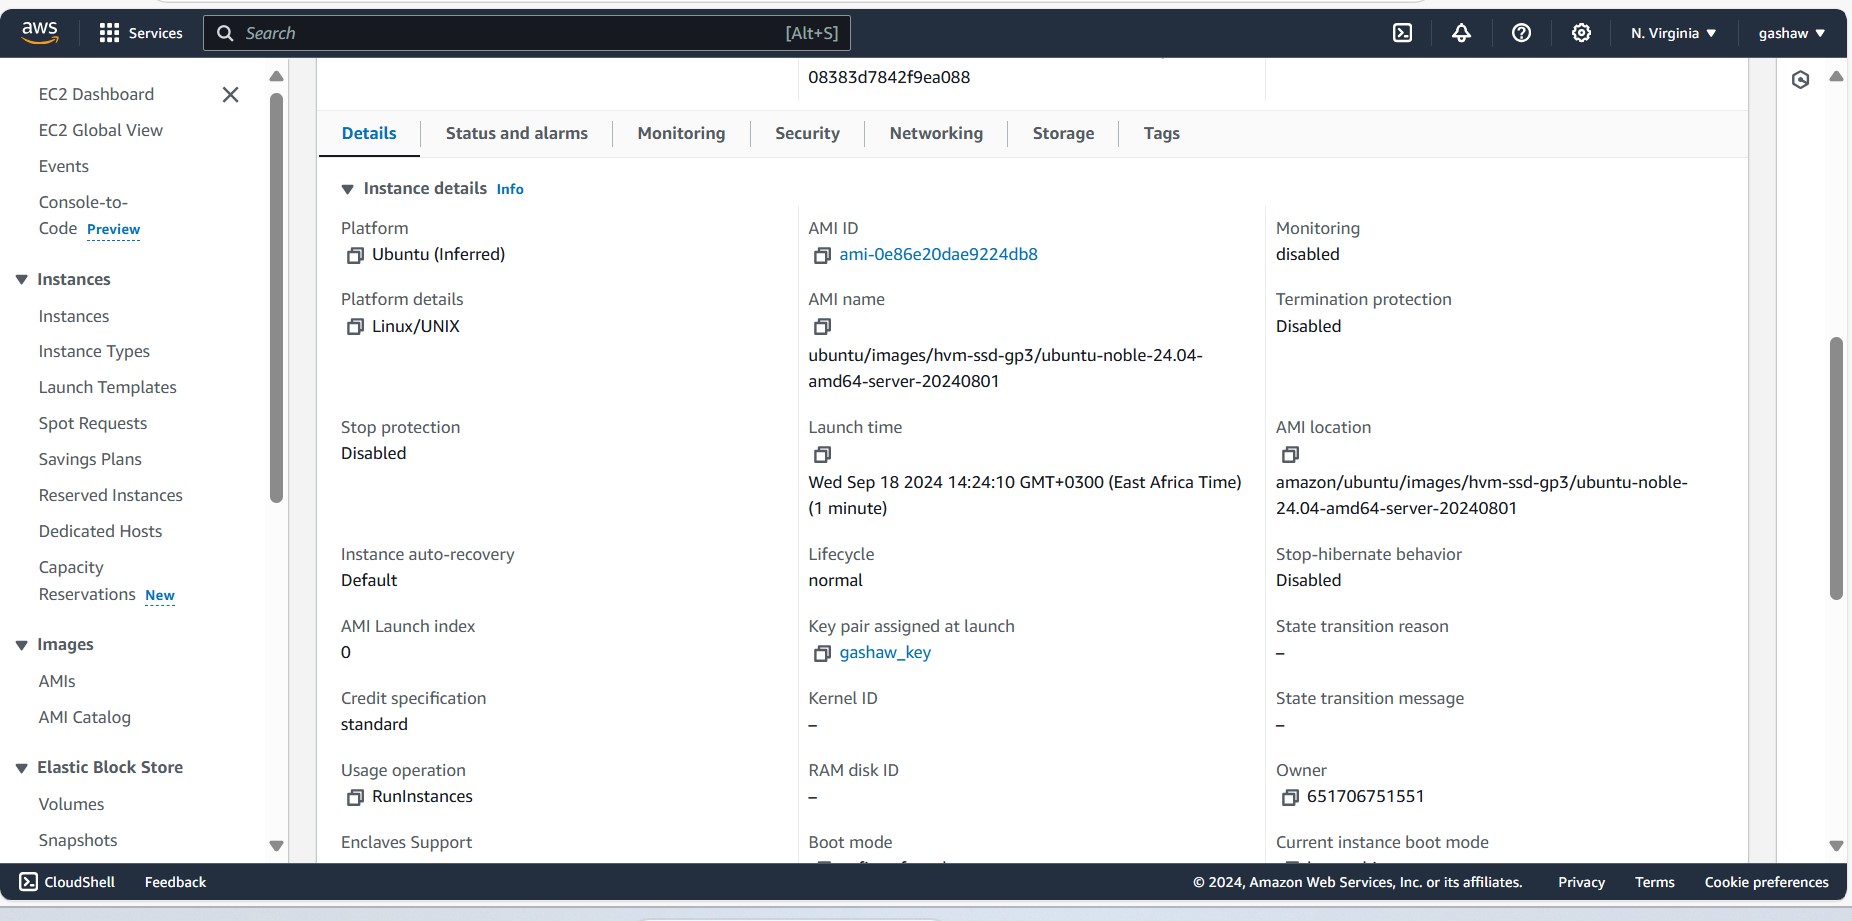 aws
Services
Search
[Alt+S]
N. Virginia
gashaw
EC2 Dashboard
EC2 Global View
Events
Console-to-
Code Preview
Instances
Instances
Instance Types
Launch Templates
Spot Requests
Savings Plans
Reserved Instances
Dedicated Hosts
Capacity
Reservations New
Images
AMIs
AMI Catalog
Elastic Block Store
Volumes
Snapshots
08383d7842f9ea088
Details
Status and alarms
Monitoring
Security
Networking
Storage
Tags
Instance details Info
Platform
Ubuntu (Inferred)
AMI ID
ami-0e86e20dae9224db8
Monitoring
disabled
Platform details
Linux/UNIX
AMI name
ubuntu/images/hvm-ssd-gp3/ubuntu-noble-24.04-
amd64-server-20240801
Termination protection
Disabled
Stop protection
Disabled
Launch time
Wed Sep 18 2024 14:24:10 GMT+0300 (East Africa Time)
(1 minute)
AMI location
amazon/ubuntu/images/hvm-ssd-gp3/ubuntu-noble-
24.04-amd64-server-20240801
Instance auto-recovery
Default
Lifecycle
normal
Stop-hibernate behavior
Disabled
AMI Launch index
0
Key pair assigned at launch
gashaw_key
State transition reason
–
Credit specification
standard
Kernel ID
–
State transition message
–
Usage operation
RunInstances
RAM disk ID
–
Owner
651706751551
Enclaves Support
Boot mode
Current instance boot mode
CloudShell
Feedback
© 2024, Amazon Web Services, Inc. or its affiliates.
Privacy
Terms
Cookie preferences